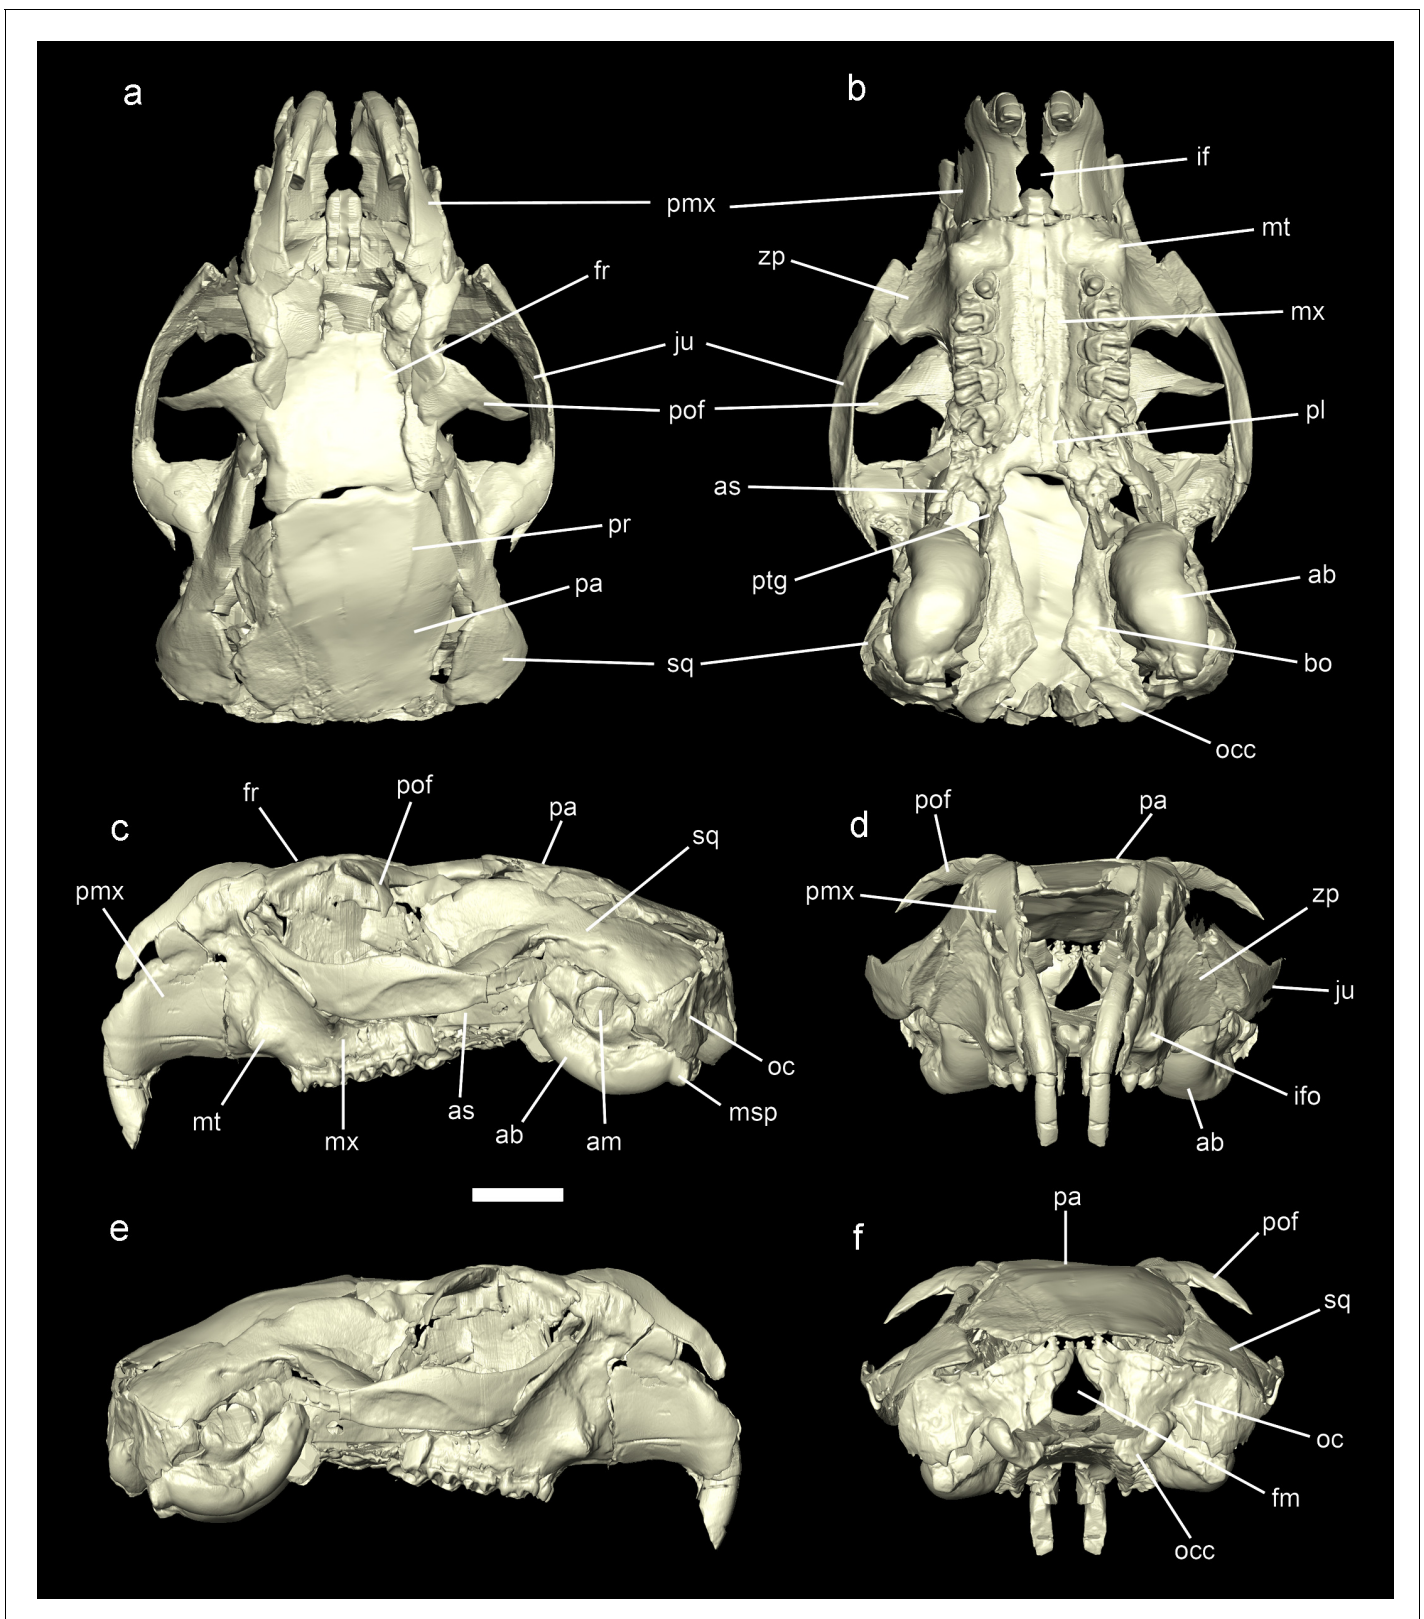 a
pmx
fr
ju
pof
pr
pa
sq
b
if
mt
zp
mx
pl
as
ptg
ab
bo
occ
c
fr
pof
pa
sq
pmx
oc
msp
mt
mx
as
ab
am
d
pof
pa
pmx
zp
ju
ifo
ab
e
f
pa
pof
sq
oc
fm
occ